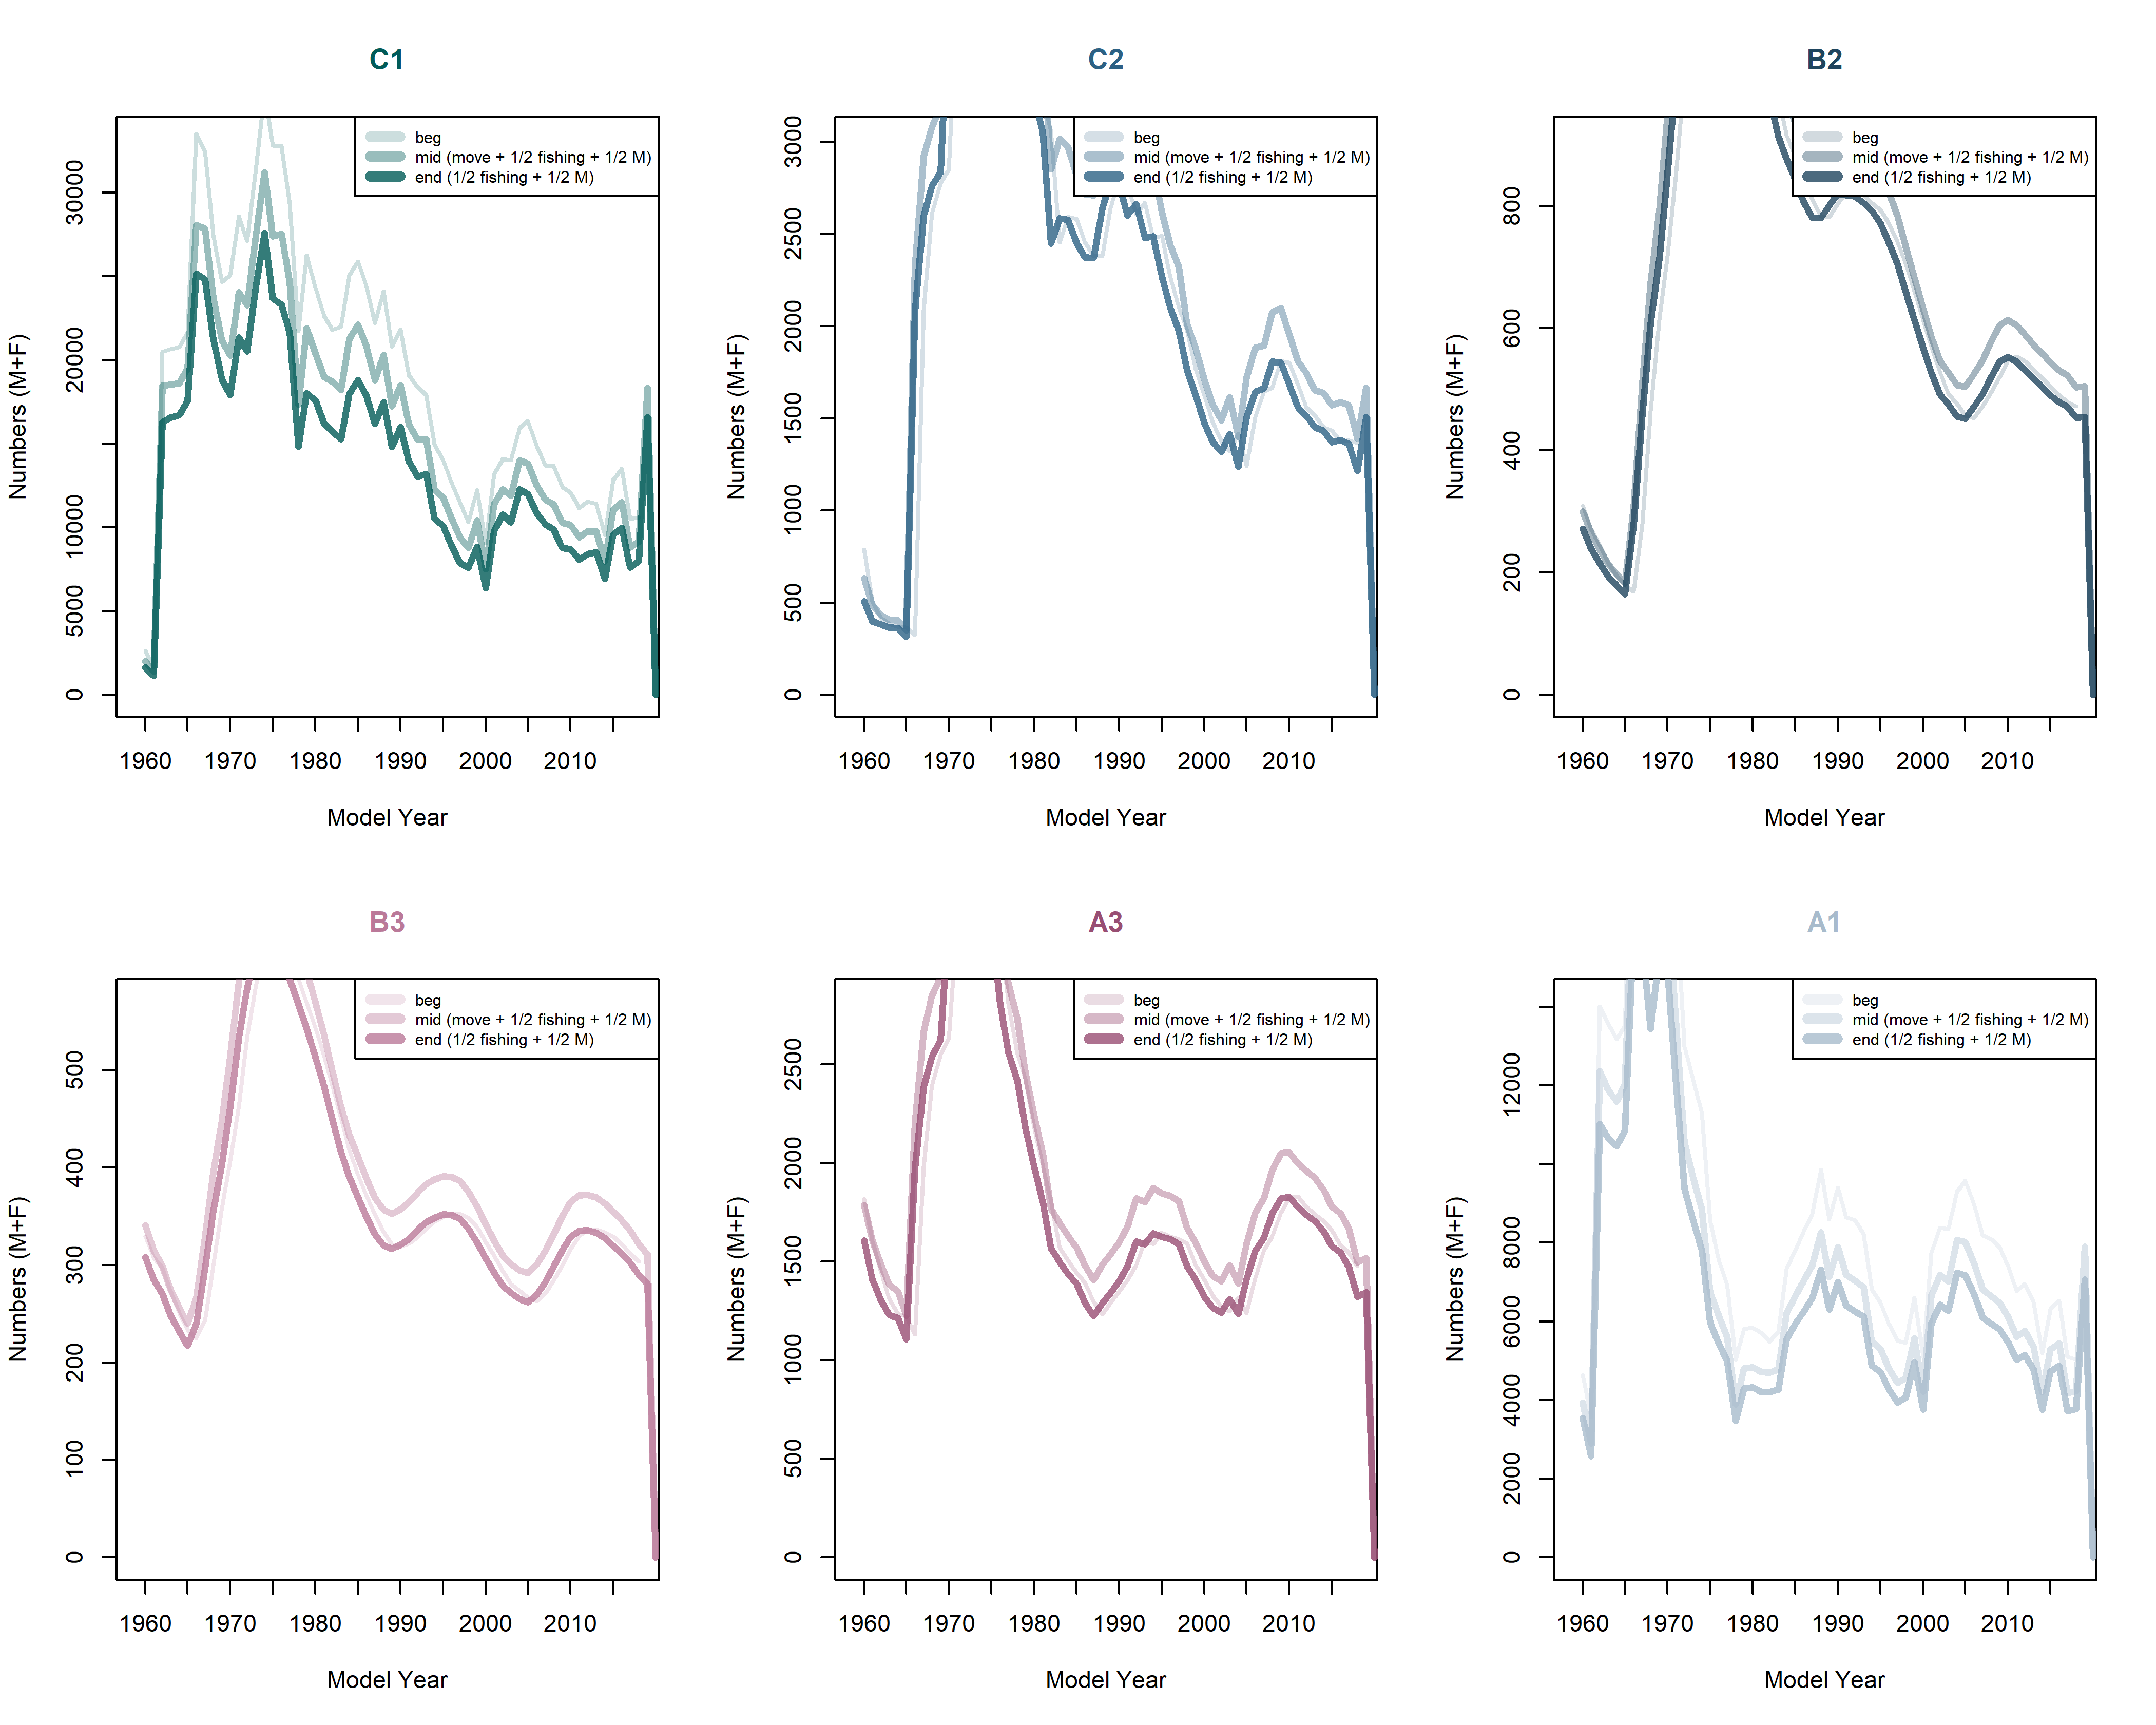 C1
beg
mid (move + 1/2 fishing + 1/2 M)
end (1/2 fishing + 1/2 M)
Numbers (M+F)
0
5000
10000
20000
30000
1960
1970
1980
1990
2000
2010
Model Year
C2
beg
mid (move + 1/2 fishing + 1/2 M)
end (1/2 fishing + 1/2 M)
Numbers (M+F)
0
500
1000
1500
2000
2500
3000
1960
1970
1980
1990
2000
2010
Model Year
B2
beg
mid (move + 1/2 fishing + 1/2 M)
end (1/2 fishing + 1/2 M)
Numbers (M+F)
0
200
400
600
800
1960
1970
1980
1990
2000
2010
Model Year
B3
beg
mid (move + 1/2 fishing + 1/2 M)
end (1/2 fishing + 1/2 M)
Numbers (M+F)
0
100
200
300
400
500
1960
1970
1980
1990
2000
2010
Model Year
A3
beg
mid (move + 1/2 fishing + 1/2 M)
end (1/2 fishing + 1/2 M)
Numbers (M+F)
0
500
1000
1500
2000
2500
1960
1970
1980
1990
2000
2010
Model Year
A1
beg
mid (move + 1/2 fishing + 1/2 M)
end (1/2 fishing + 1/2 M)
Numbers (M+F)
0
2000
4000
6000
8000
12000
1960
1970
1980
1990
2000
2010
Model Year